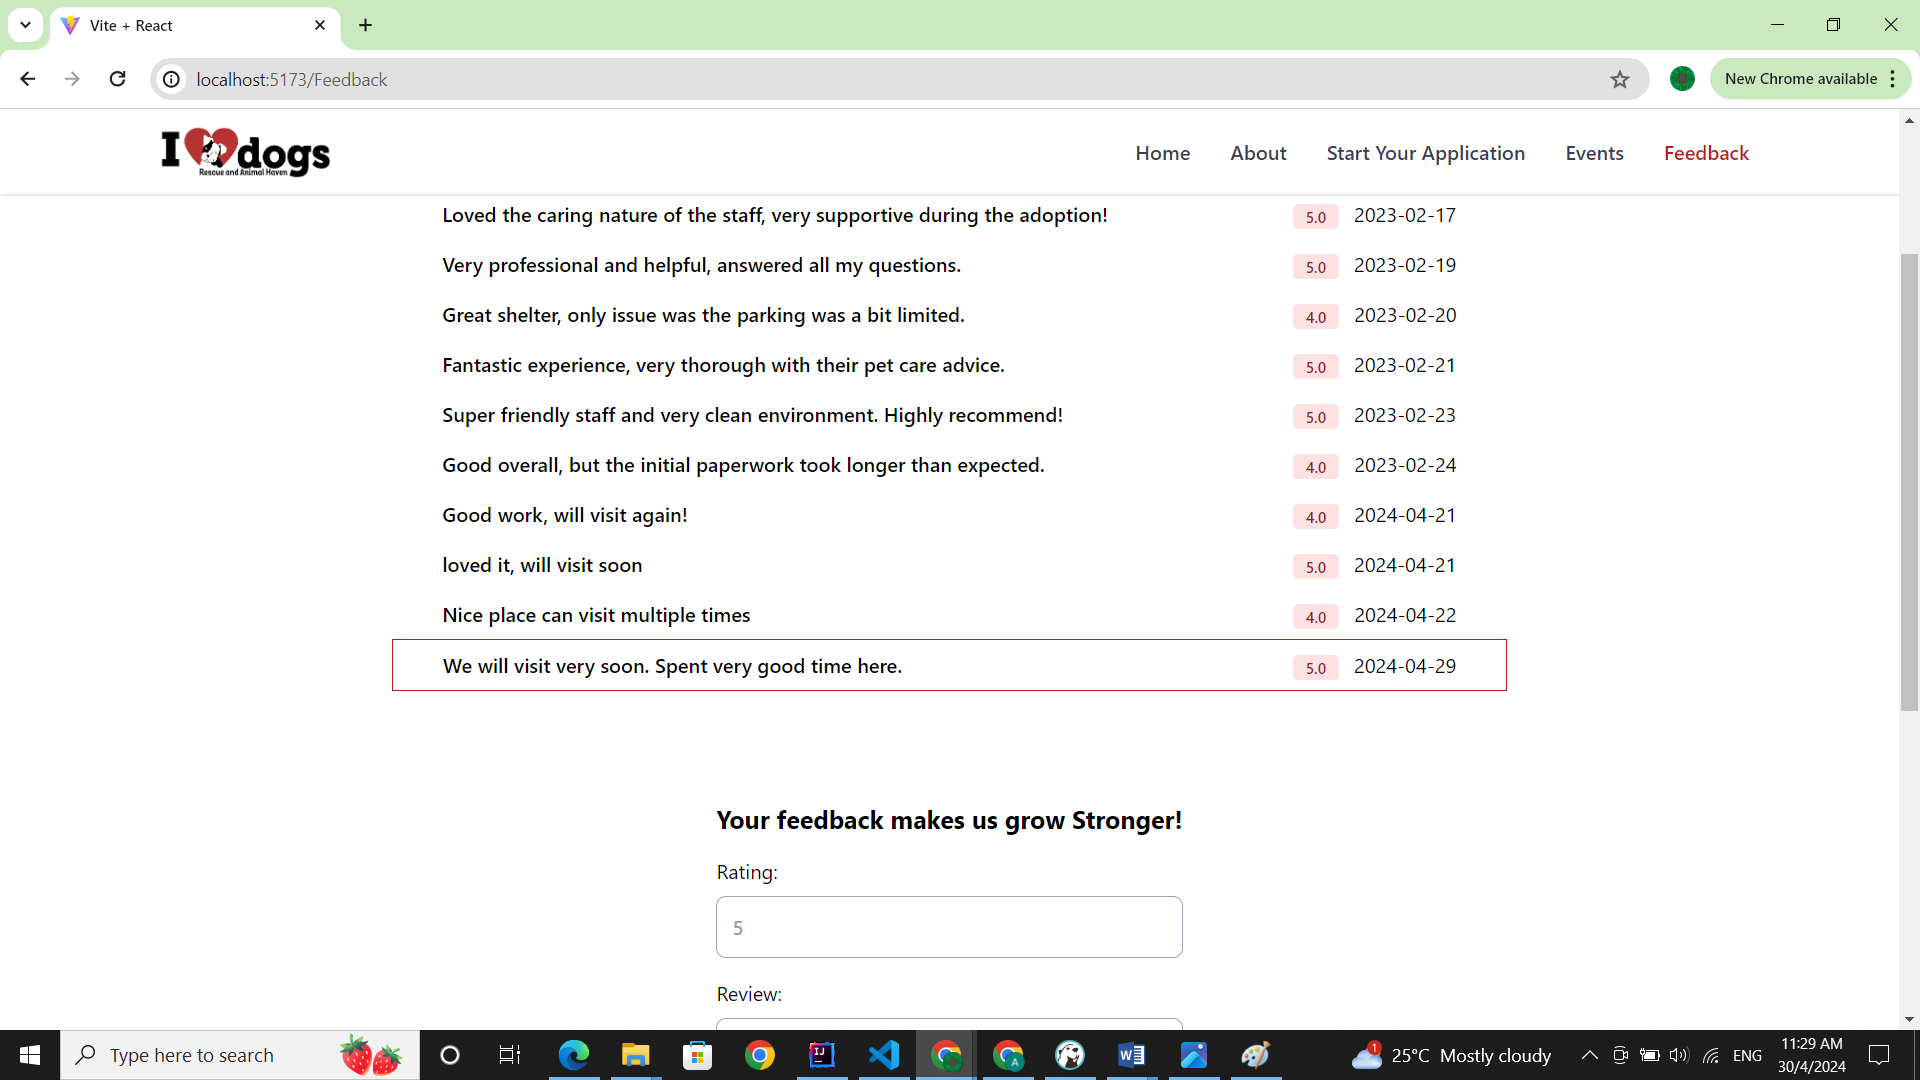 Vite + React
localhost:5173/Feedback
New Chrome available
I dogs
Rescue and Animal Haven
Home About Start Your Application Events Feedback
Loved the caring nature of the staff, very supportive during the adoption! 5.0 2023-02-17
Very professional and helpful, answered all my questions. 5.0 2023-02-19
Great shelter, only issue was the parking was a bit limited. 4.0 2023-02-20
Fantastic experience, very thorough with their pet care advice. 5.0 2023-02-21
Super friendly staff and very clean environment. Highly recommend! 5.0 2023-02-23
Good overall, but the initial paperwork took longer than expected. 4.0 2023-02-24
Good work, will visit again! 4.0 2024-04-21
loved it, will visit soon 5.0 2024-04-21
Nice place can visit multiple times 4.0 2024-04-22
We will visit very soon. Spent very good time here. 5.0 2024-04-29
Your feedback makes us grow Stronger!
Rating:
5
Review:
Type here to search
IJ
A
W
1
25°C Mostly cloudy
ENG
11:29 AM
30/4/2024